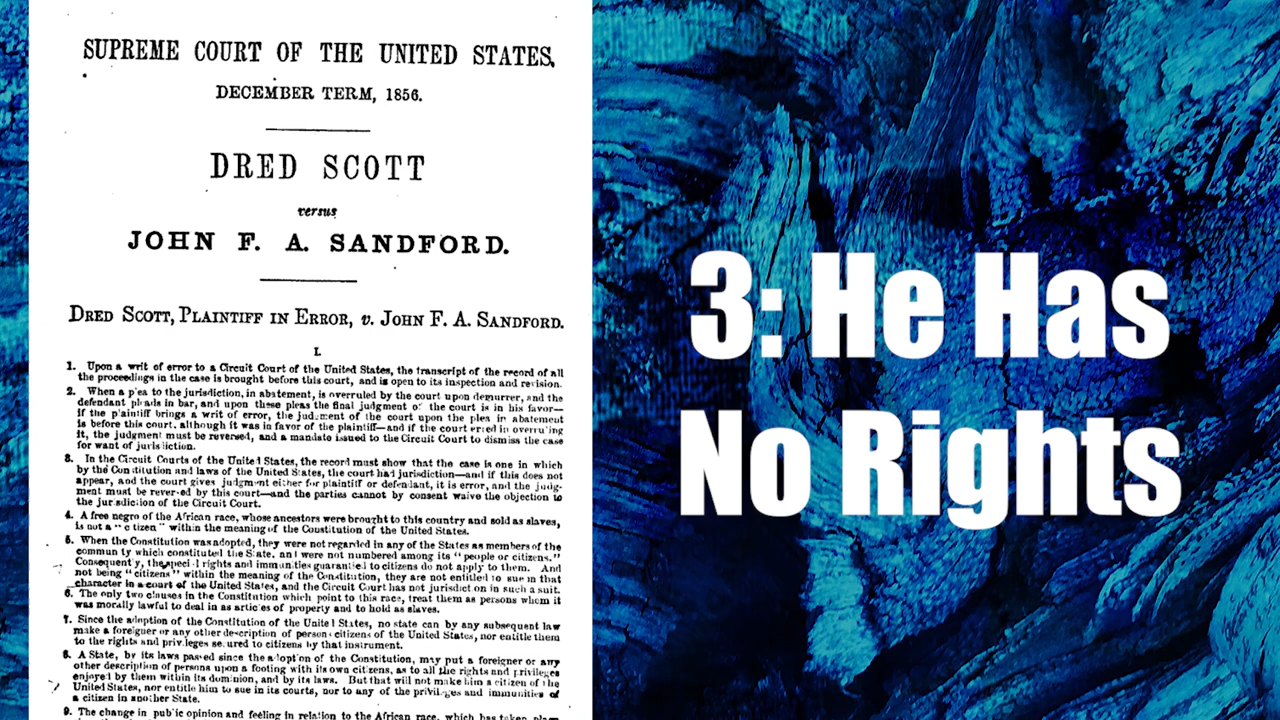 SUPREME COURT OF THE UNITED STATES.
DECEMBER TERM, 1856.
DRED SCOTT
versus
JOHN F. A. SANDFORD.
DRED SCOTT, PLAINTIFF IN ERROR, v. JOHN F. A. SANDFORD.
I.
1. Upon a writ of error to a Circuit Court of the United States, the transcript of the record of all
the proceedings in the case is brought before this court, and is open to its inspection and revision.
2. When a plea to the jurisdiction, in abatement, is overruled by the court upon demurrer, and the
defendant pleads in bar, and upon these pleas the final judgment of the court is in his favor—
if the plaintiff brings a writ of error, the judgment of the court upon the plea in abatement
is before this court, although it was in favor of the plaintiff—and if the court erred in overruling
it, the judgment must be reversed, and a mandate issued to the Circuit Court to dismiss the case
for want of jurisdiction.
3. In the Circuit Courts of the United States, the record must show that the case is one in which
by the Constitution and laws of the United States, the court had jurisdiction—and if this does not
appear, and the court gives judgment either for plaintiff or defendant, it is error, and the judg-
ment must be reversed by this court—and the parties cannot by consent waive the objection to
the jurisdiction of the Circuit Court.
4. A free negro of the African race, whose ancestors were brought to this country and sold as slaves,
is not a "citizen" within the meaning of the Constitution of the United States.
5. When the Constitution was adopted, they were not regarded in any of the States as members of the
community which constituted the State, and were not numbered among its "people or citizens."
Consequently, the special rights and immunities guarantied to citizens do not apply to them. And
not being "citizens" within the meaning of the Constitution, they are not entitled to sue in that
character in a court of the United States, and the Circuit Court has not jurisdiction in such a suit.
6. The only two clauses in the Constitution which point to this race, treat them as persons whom it
was morally lawful to deal in as articles of property and to hold as slaves.
7. Since the adoption of the Constitution of the United States, no state can by any subsequent law
make a foreigner or any other description of persons citizens of the United States, nor entitle them
to the rights and privileges secured to citizens by that instrument.
8. A State, by its laws passed since the adoption of the Constitution, may put a foreigner or any
other description of persons upon a footing with its own citizens, as to all the rights and privileges
enjoyed by them within its dominion, and by its laws. But that will not make him a citizen of the
United States, nor entitle him to sue in its courts, nor to any of the privileges and immunities of
a citizen in another State.
9. The change in public opinion and feeling in relation to the African race, which has taken place
3: He Has
No Rights